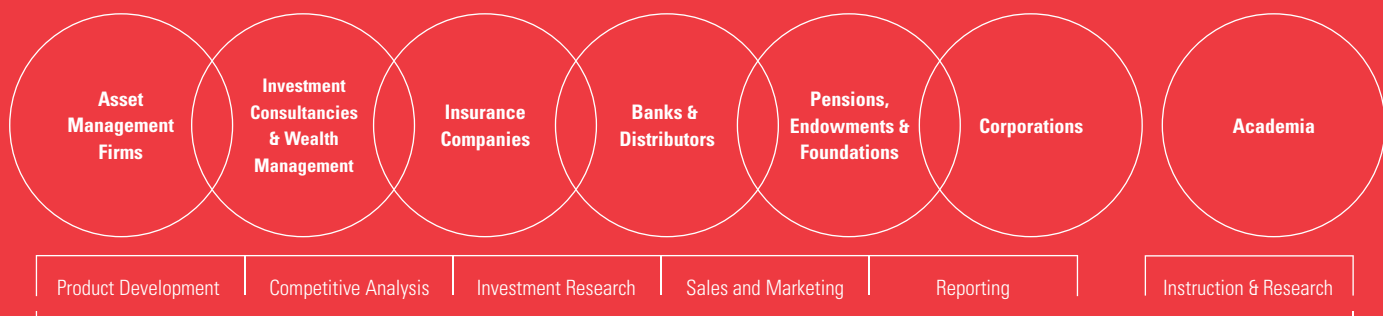 Asset
Management
Firms
Investment
Consultancies
& Wealth
Management
Insurance
Companies
Banks &
Distributors
Pensions,
Endowments &
Foundations
Corporations
Academia
Product Development
Competitive Analysis
Investment Research
Sales and Marketing
Reporting
Instruction & Research